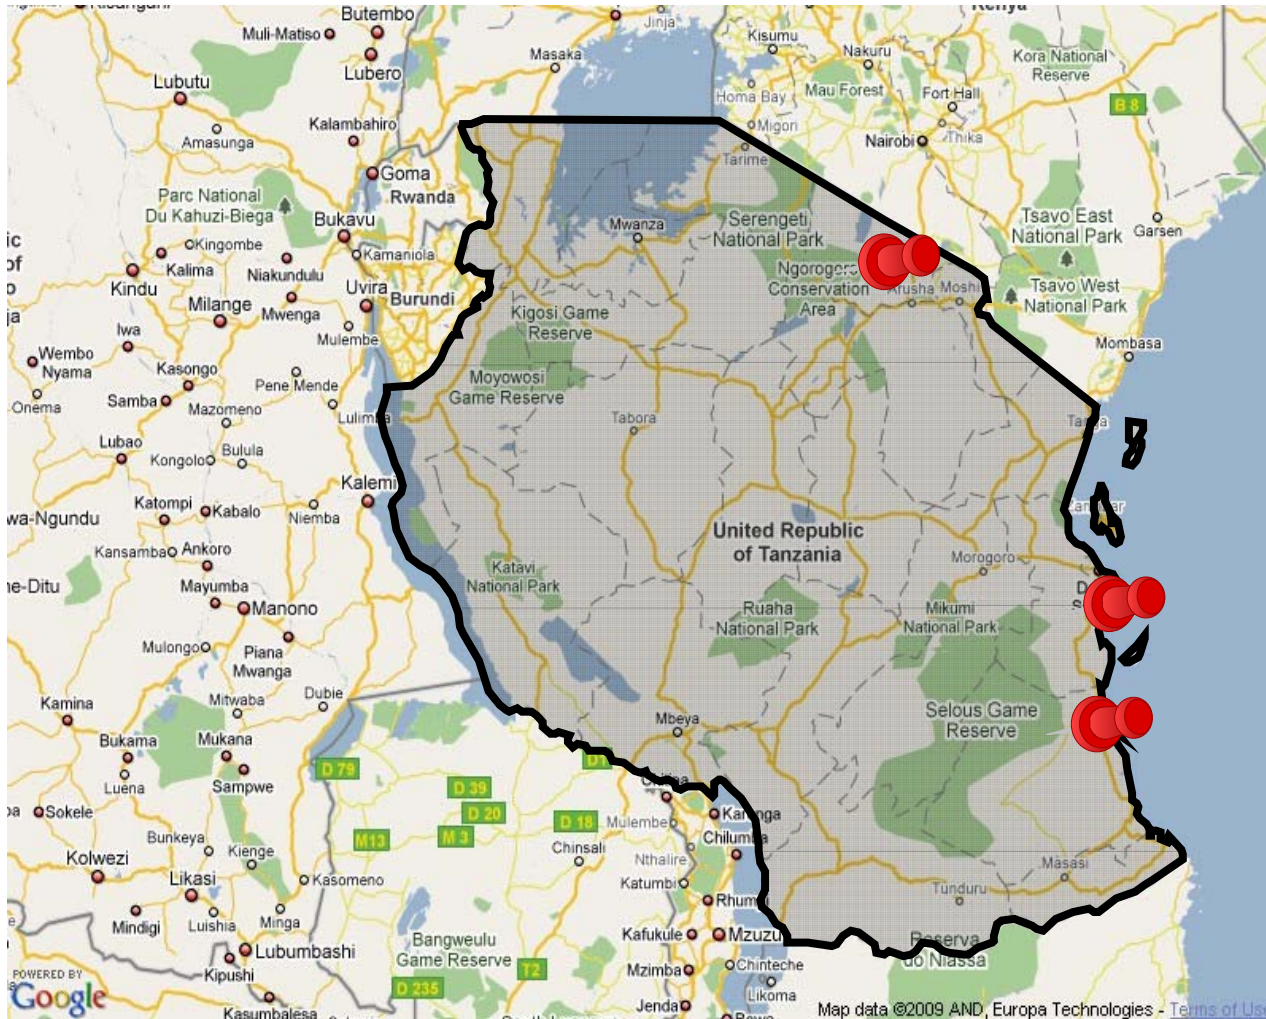 Butembo
Jinja
Kenya
Muli-Matiso
Masaka
Kisumu
Nakuru
Kora National
Reserve
Lubero
Lubutu
Homa Bay
Mau Forest
Fort Hall
B 8
Kalambahiro
Amasunga
Migori
Thika
Nairobi
Tarime
Goma
Rwanda
Parc National
Du Kahuzi-Biega
Bukavu
Mwanza
Serengeti
National Park
Tsavo East
National Park
Garsen
Kingombe
Kamaniola
Kalima
Niakundulu
Kindu
Ngorogoro
Conservation
Area
Arusha
Moshi
Tsavo West
National Park
Uvira
Burundi
Milange
Mwenga
Kigosi Game
Reserve
Iwa
Mulembe
Mombasa
Wembo
Nyama
Kasongo
Pene Mende
Moyowosi
Game Reserve
Onema
Samba
Mazomeno
Lulimba
Tabora
Tanga
Lubao
Kongolo
Bulula
Kalemi
Katompi
Kabalo
Niemba
Zanzibar
wa-Ngundu
United Republic
of Tanzania
Kansamba
Ankoro
Morogoro
ne-Ditu
Mayumba
Manono
Katavi
National Park
Ruaha
National Park
Mikumi
National Park
D
Mulongo
Piana
Mwanga
Kamina
Mitwaba
Dubie
Mbeya
Selous Game
Reserve
Bukama
Mukana
D 79
Luena
Sampwe
D 39
Sokele
D 20
D 18
Mulembe
Karonga
M13
M 3
Chilumba
Bunkeya
Kienge
Chinsali
Nthalire
Kolwezi
Masasi
Likasi
Kasomeno
Katumbi
Tunduru
Mindigi
Luishia
Minga
Rhum
Kafukule
Mzuzu
Lubumbashi
Bangweulu
Game Reserve
Reserva
do Niassa
Kipushi
T2
Mzimba
Chinteche
POWERED BY
Google
D 235
Likoma
Kasumbalesa
Jenda
Map data ©2009 AND, Europa Technologies - Terms of Us